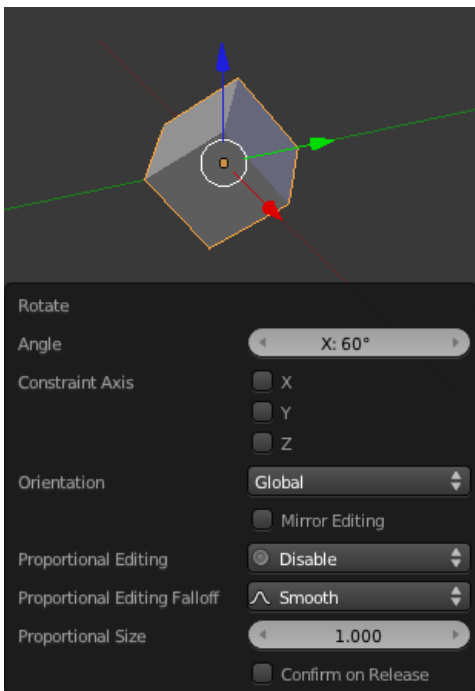 Rotate
Angle X: 60°
Constraint Axis X
Y
Z
Orientation Global
Mirror Editing
Proportional Editing Disable
Proportional Editing Falloff Smooth
Proportional Size 1.000
Confirm on Release